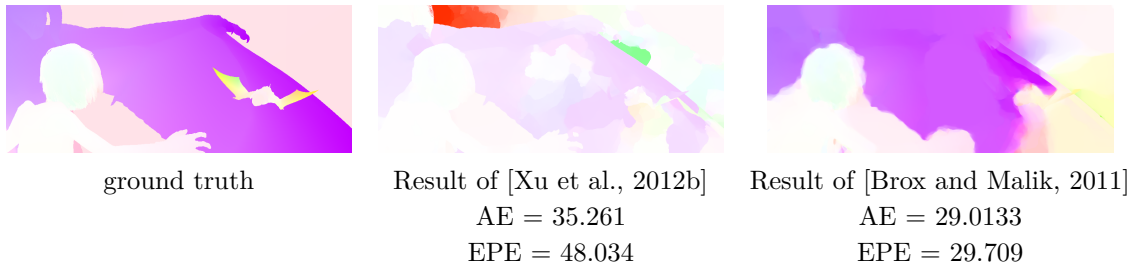 ground truth
Result of [Xu et al., 2012b]
AE = 35.261
EPE = 48.034
Result of [Brox and Malik, 2011]
AE = 29.0133
EPE = 29.709